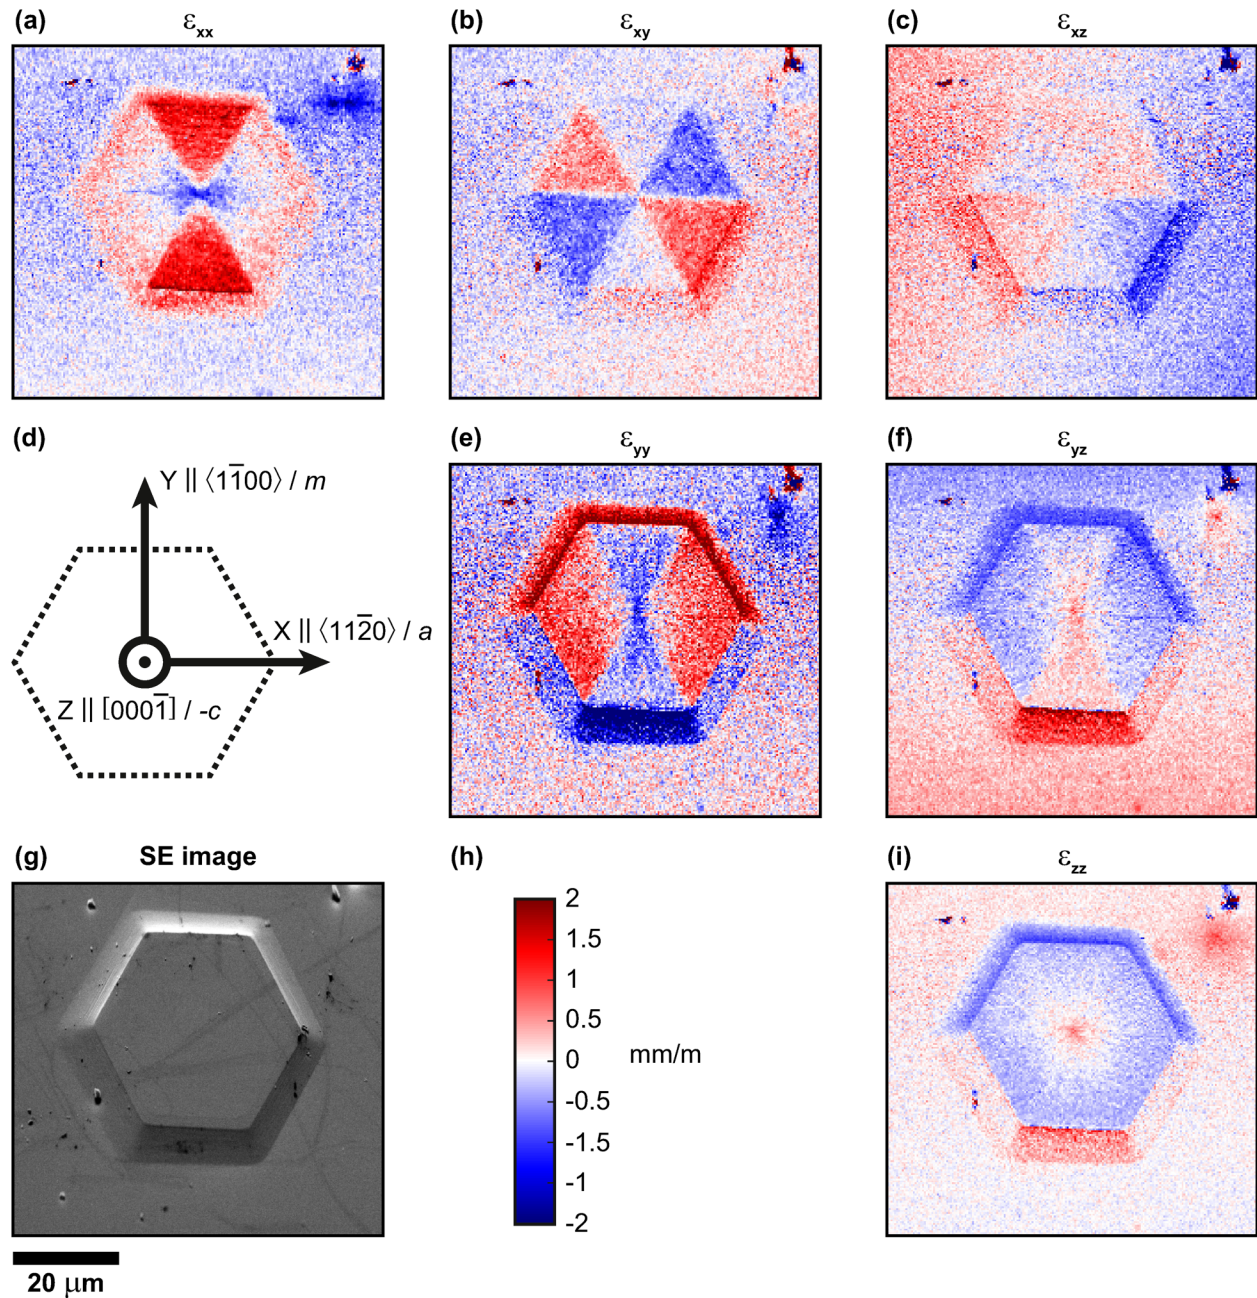 (a) εxx
(b) εxy
(c) εxz
(d)
Y || ⟨11̅00⟩ / m
X || ⟨112̅0⟩ / a
Z || [0001̅] / -c
(e) εyy
(f) εyz
(g) SE image
(h)
2
1.5
1
0.5
0
-0.5
-1
-1.5
-2
mm/m
(i) εzz
20 μm